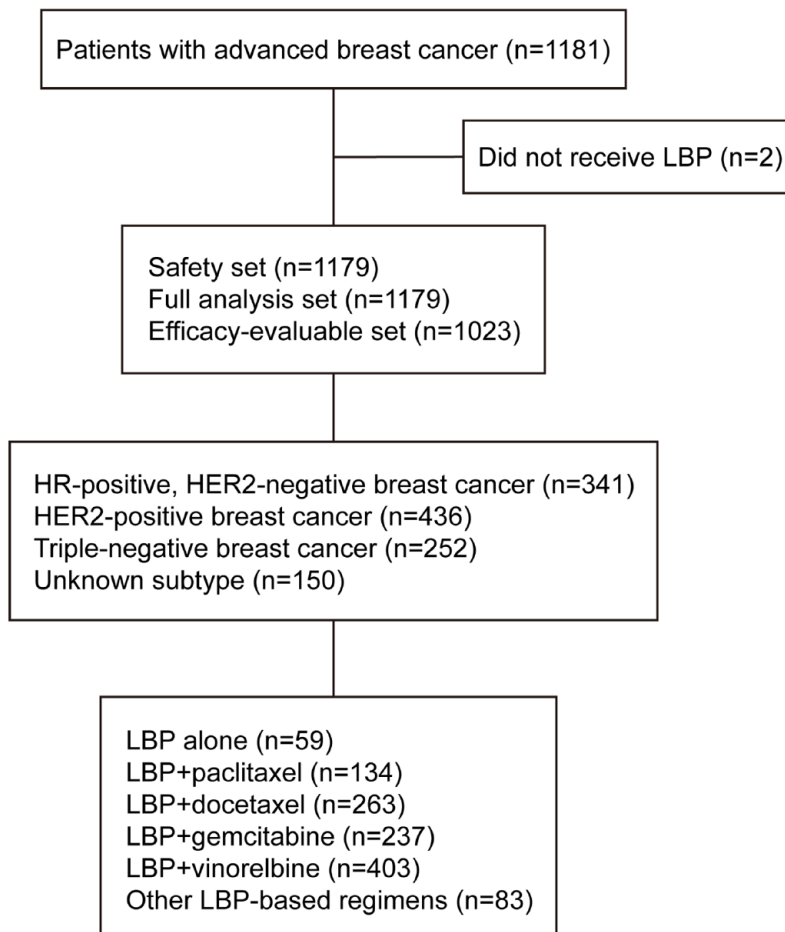 Patients with advanced breast cancer (n=1181)
Did not receive LBP (n=2)
Safety set (n=1179)
Full analysis set (n=1179)
Efficacy-evaluable set (n=1023)
HR-positive, HER2-negative breast cancer (n=341)
HER2-positive breast cancer (n=436)
Triple-negative breast cancer (n=252)
Unknown subtype (n=150)
LBP alone (n=59)
LBP+paclitaxel (n=134)
LBP+docetaxel (n=263)
LBP+gemcitabine (n=237)
LBP+vinorelbine (n=403)
Other LBP-based regimens (n=83)